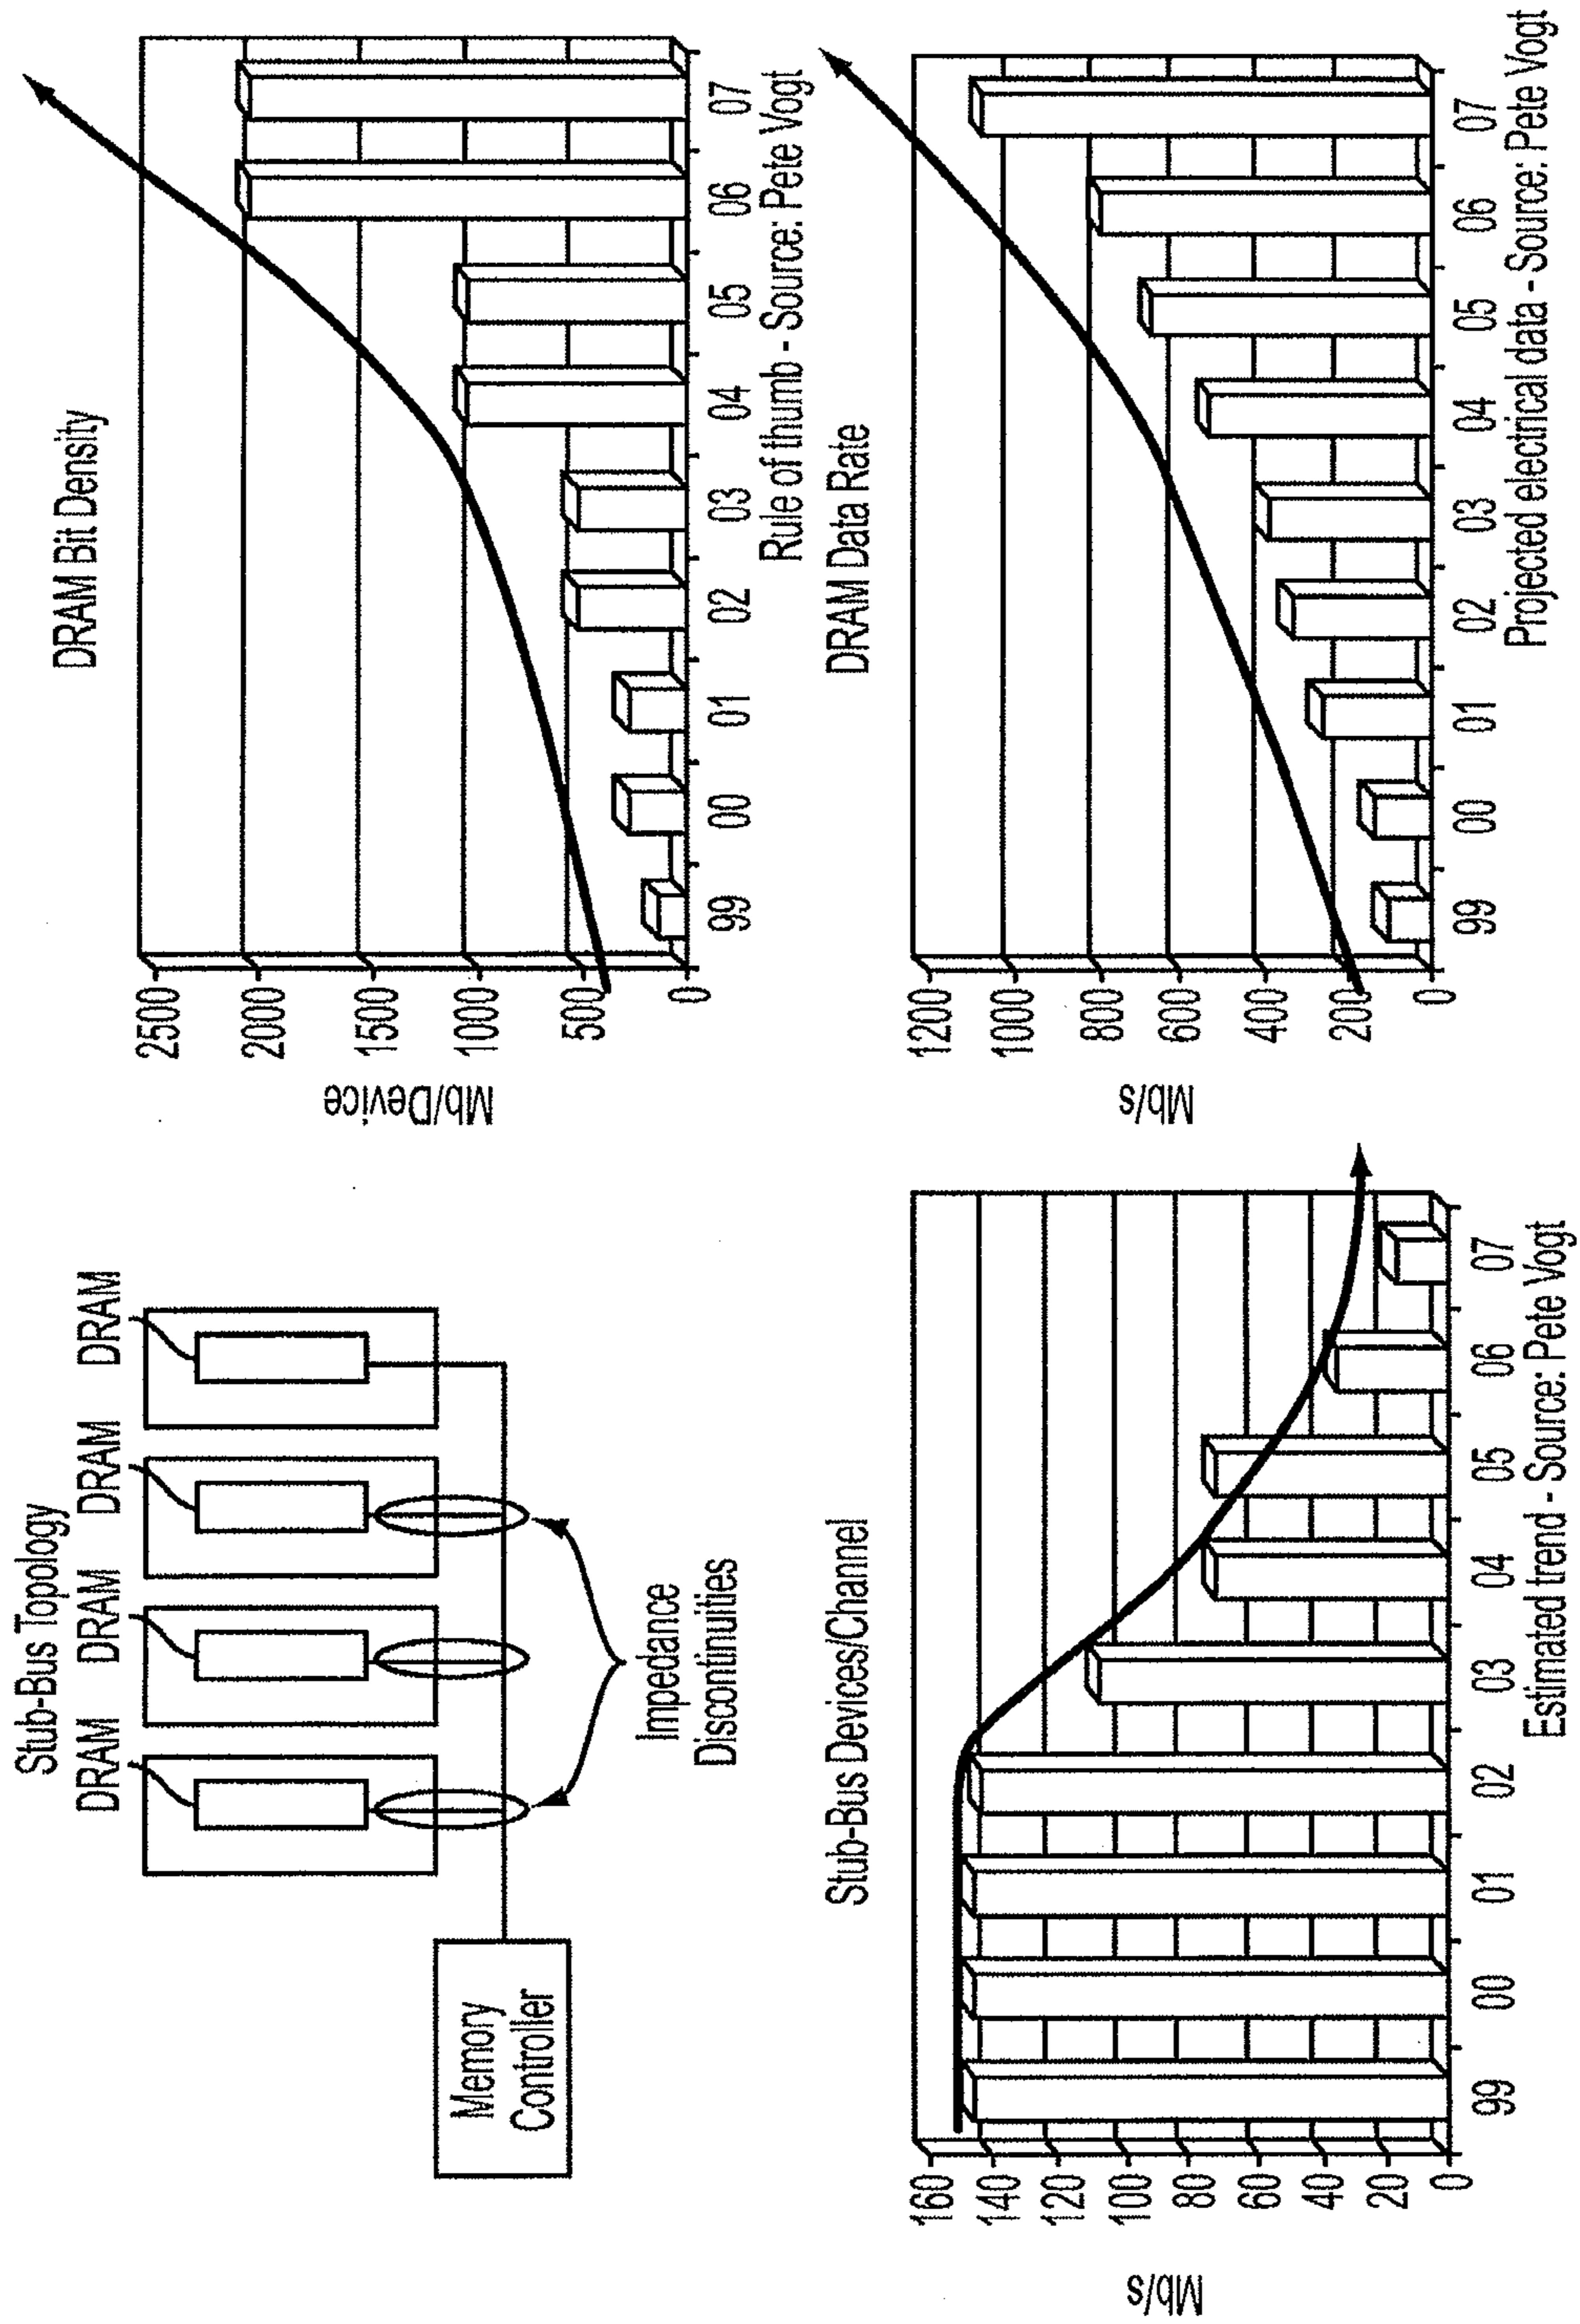 Stub-Bus Topology
DRAM DRAM DRAM DRAM
Memory
Controller
Impedance
Discontinuities
DRAM Bit Density
Mb/Device
2500
2000
1500
1000
500
0
99 00 01 02 03 04 05 06 07
Rule of thumb - Source: Pete Vogt
Stub-Bus Devices/Channel
Mb/s
160
140
120
100
80
60
40
20
0
99 00 01 02 03 04 05 06 07
Estimated trend - Source: Pete Vogt
DRAM Data Rate
Mb/s
1200
1000
800
600
400
200
0
99 00 01 02 03 04 05 06 07
Projected electrical data - Source: Pete Vogt